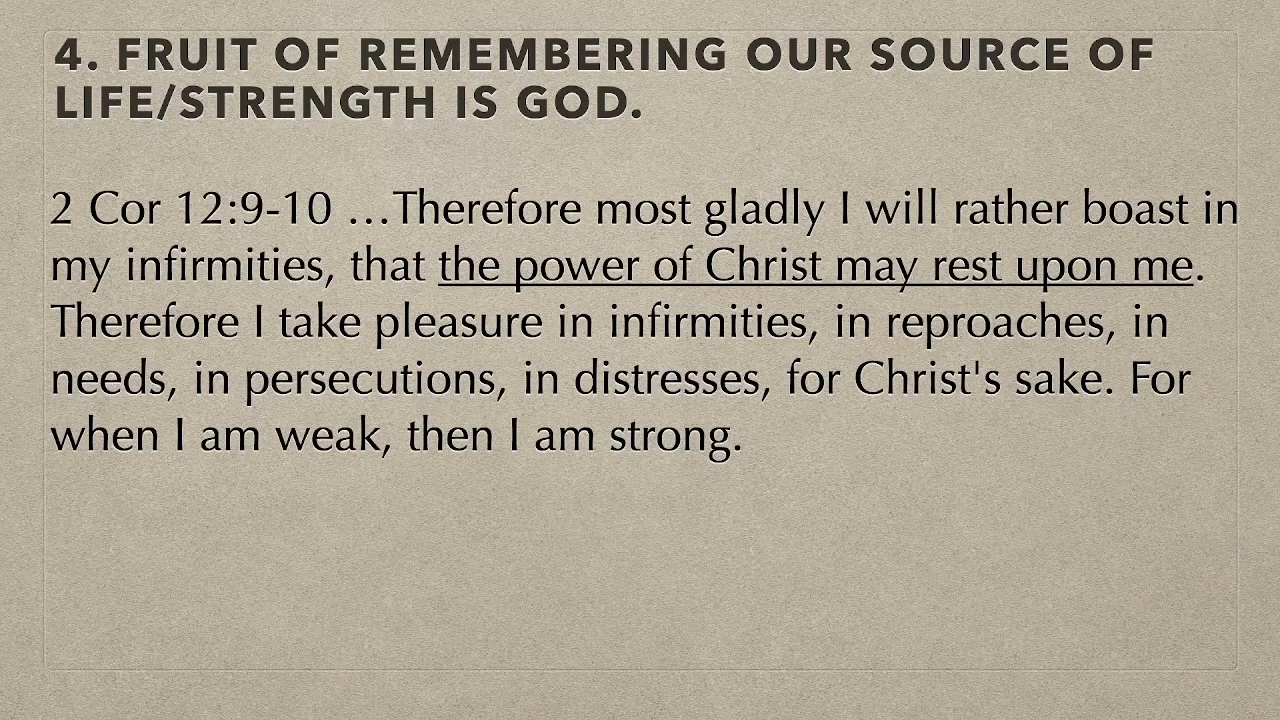 4. FRUIT OF REMEMBERING OUR SOURCE OF
LIFE/STRENGTH IS GOD.
2 Cor 12:9-10 …Therefore most gladly I will rather boast in
my infirmities, that the power of Christ may rest upon me.
Therefore I take pleasure in infirmities, in reproaches, in
needs, in persecutions, in distresses, for Christ's sake. For
when I am weak, then I am strong.